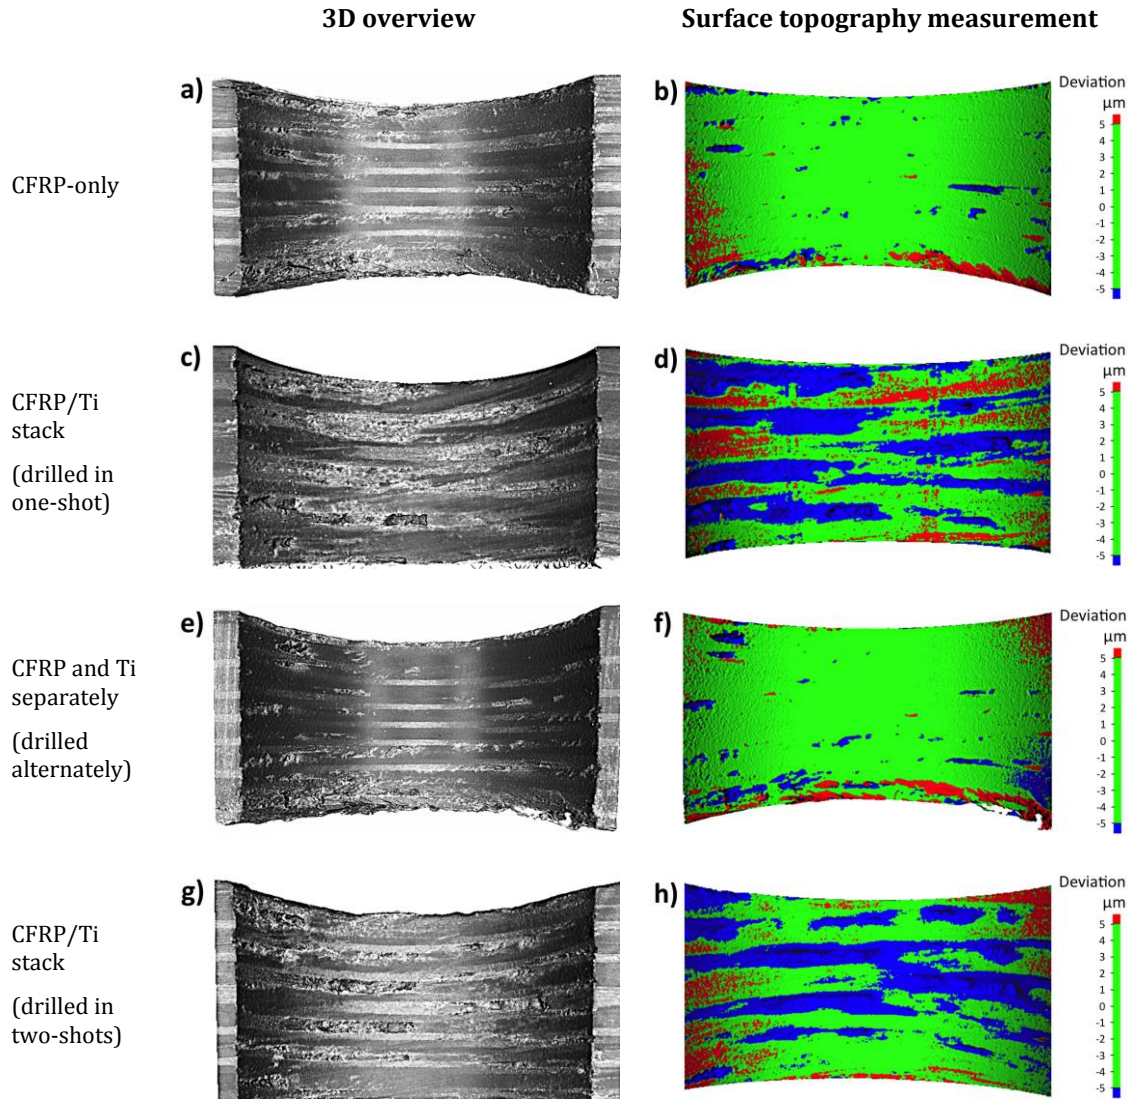 3D overview
Surface topography measurement
CFRP-only
a)
b)
Deviation
µm
5
4
3
2
1
0
-1
-2
-3
-4
-5
CFRP/Ti
stack
(drilled in
one-shot)
c)
d)
Deviation
µm
5
4
3
2
1
0
-1
-2
-3
-4
-5
CFRP and Ti
separately
(drilled
alternately)
e)
f)
Deviation
µm
5
4
3
2
1
0
-1
-2
-3
-4
-5
CFRP/Ti
stack
(drilled in
two-shots)
g)
h)
Deviation
µm
5
4
3
2
1
0
-1
-2
-3
-4
-5